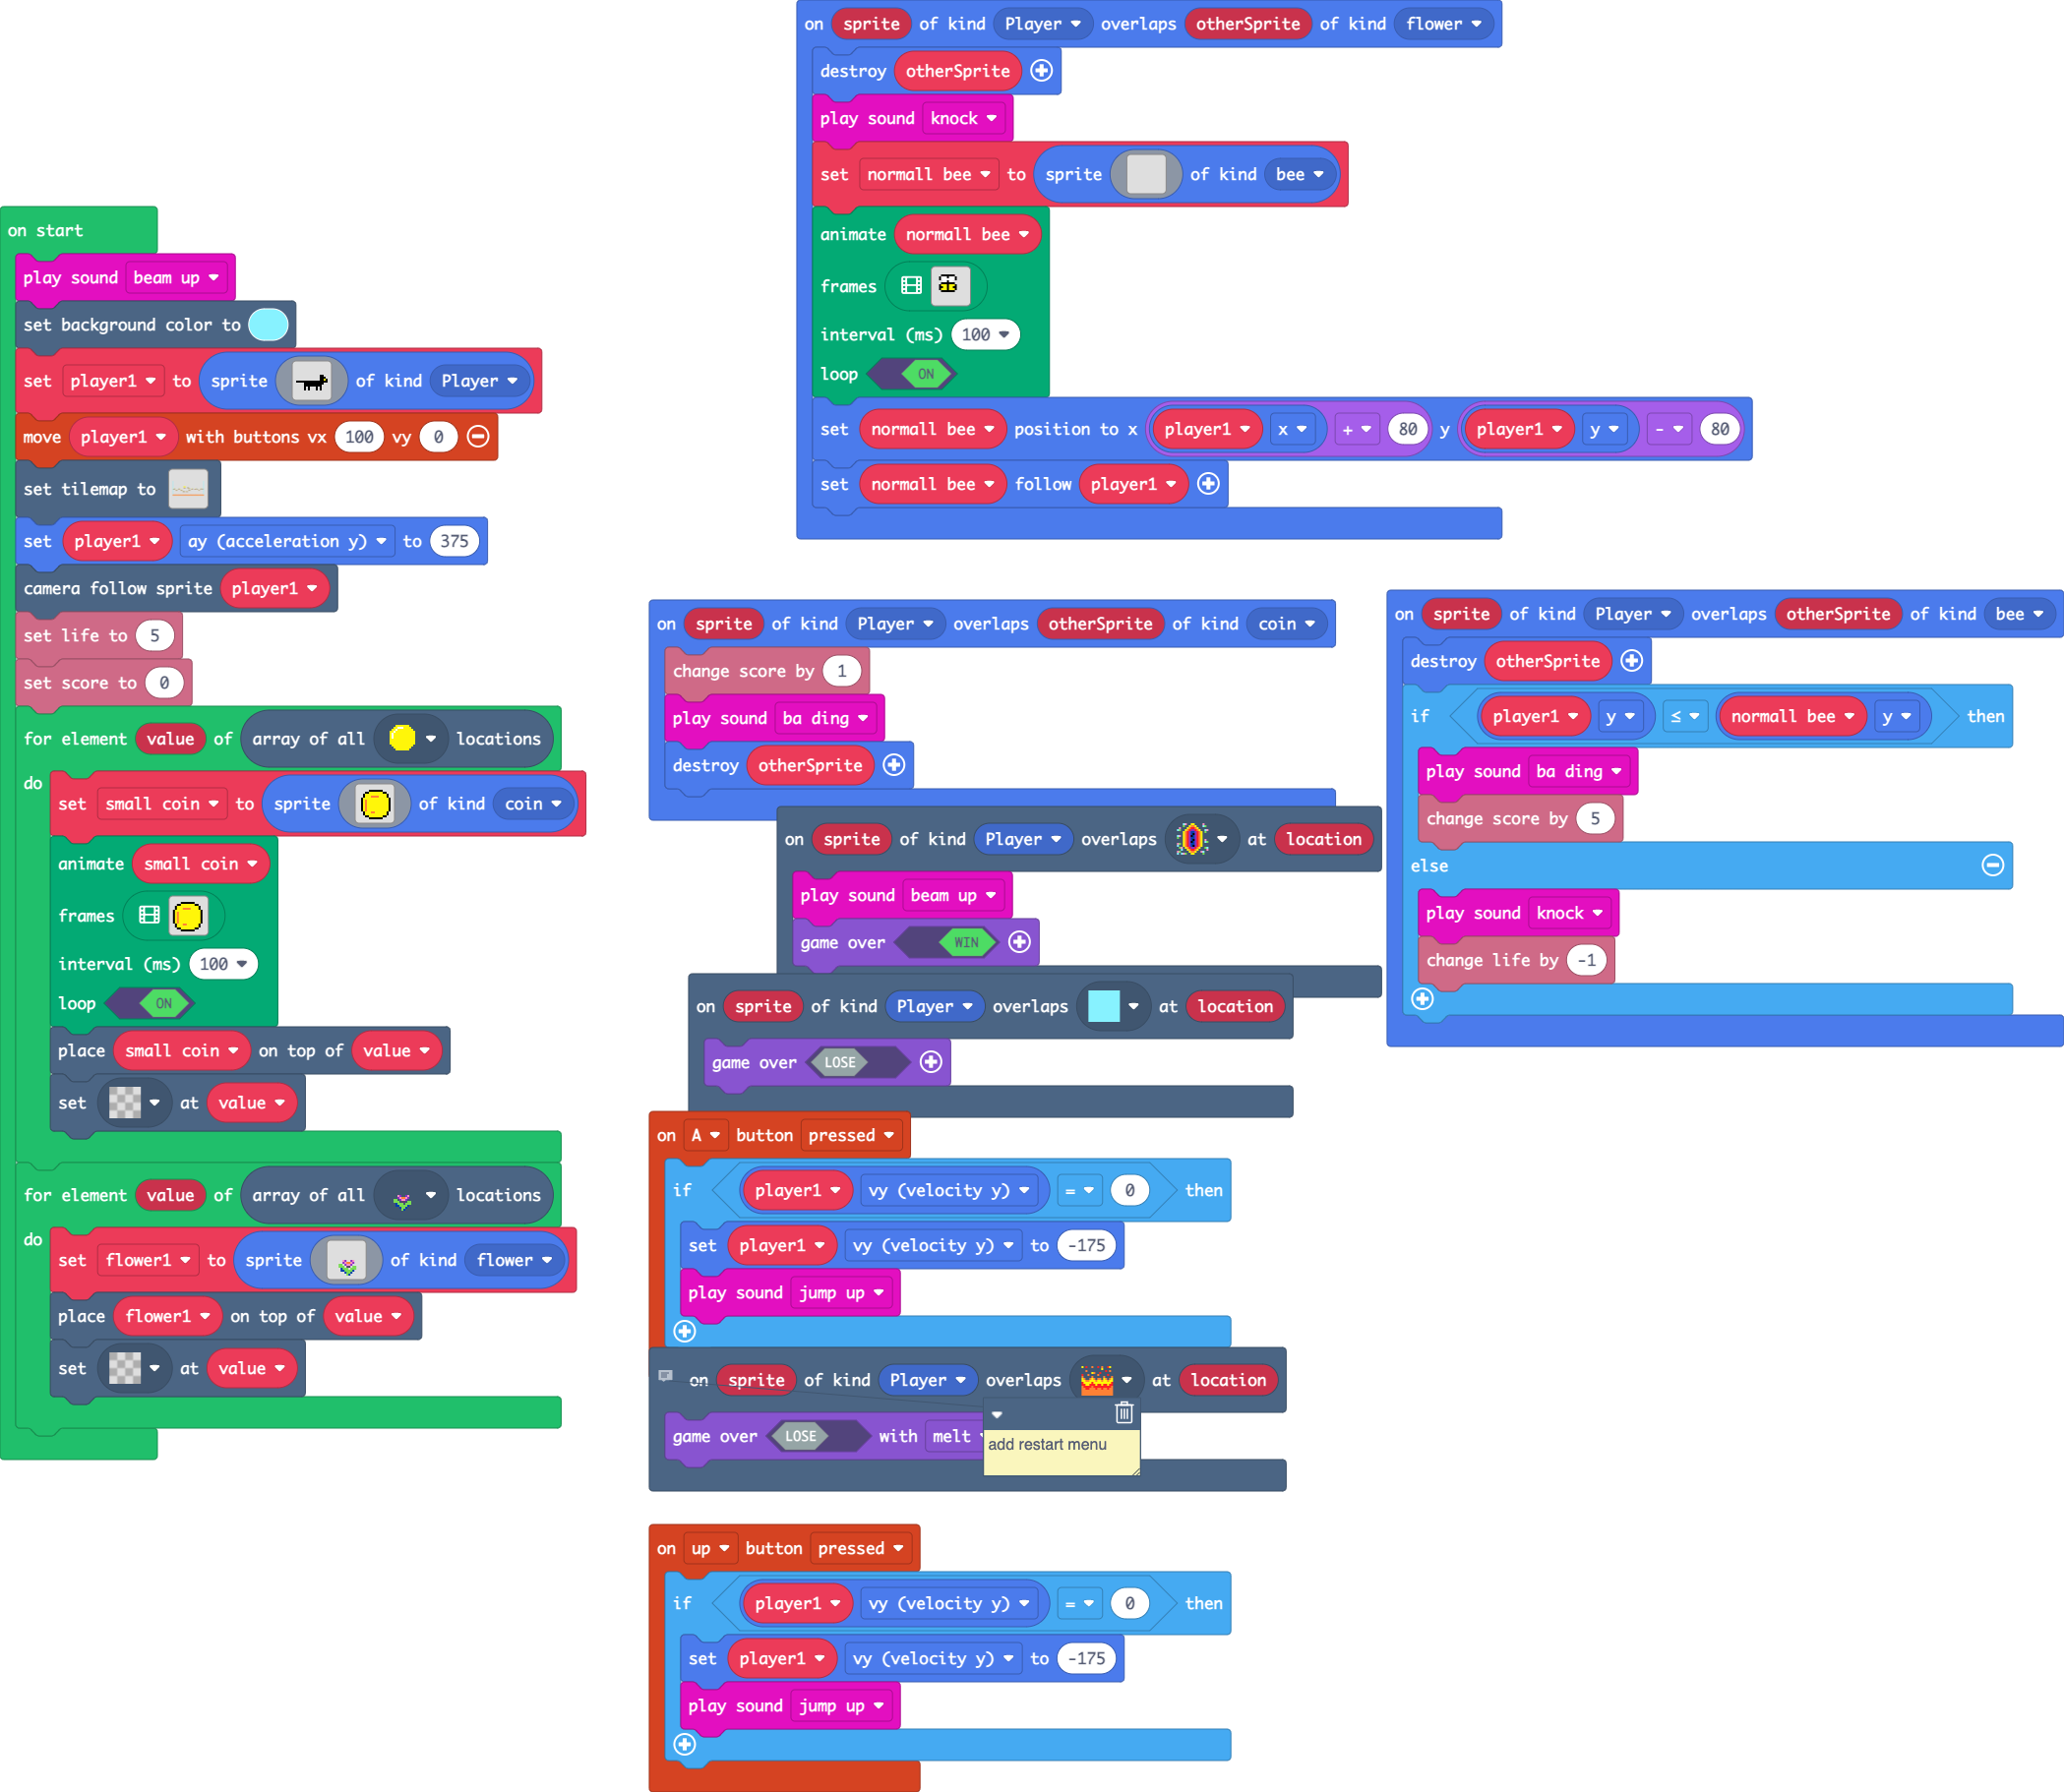 on start
play sound beam up
set background color to
set player1 to sprite of kind Player
move player1 with buttons vx 100 vy 0
set tilemap to
set player1 ay (acceleration y) to 375
camera follow sprite player1
set life to 5
set score to 0
for element value of array of all locations
do
set small coin to sprite of kind coin
animate small coin
frames
interval (ms) 100
loop ON
place small coin on top of value
set at value
for element value of array of all locations
do
set flower1 to sprite of kind flower
place flower1 on top of value
set at value
on sprite of kind Player overlaps otherSprite of kind flower
destroy otherSprite
play sound knock
set normall bee to sprite of kind bee
animate normall bee
frames
interval (ms) 100
loop ON
set normall bee position to x player1 x + 80 y player1 y - 80
set normall bee follow player1
on sprite of kind Player overlaps otherSprite of kind coin
change score by 1
play sound ba ding
destroy otherSprite
on sprite of kind Player overlaps at location
play sound beam up
game over WIN
on sprite of kind Player overlaps at location
game over LOSE
on A button pressed
if player1 vy (velocity y) = 0 then
set player1 vy (velocity y) to -175
play sound jump up
on sprite of kind Player overlaps at location
game over LOSE with melt
add restart menu
on up button pressed
if player1 vy (velocity y) = 0 then
set player1 vy (velocity y) to -175
play sound jump up
on sprite of kind Player overlaps otherSprite of kind bee
destroy otherSprite
if player1 y ≤ normall bee y then
play sound ba ding
change score by 5
else
play sound knock
change life by -1